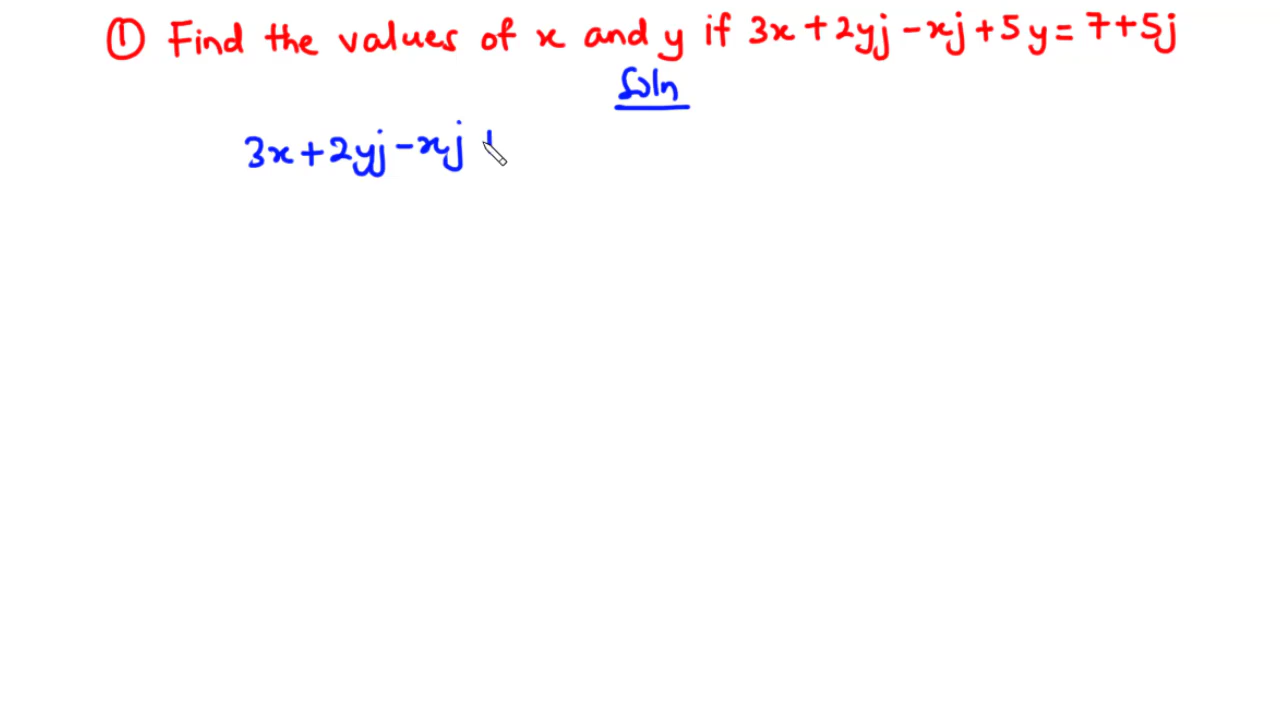 ① Find the values of x and y if 3x + 2yj - xj + 5y = 7 + 5j
Soln
3x + 2yj - xj